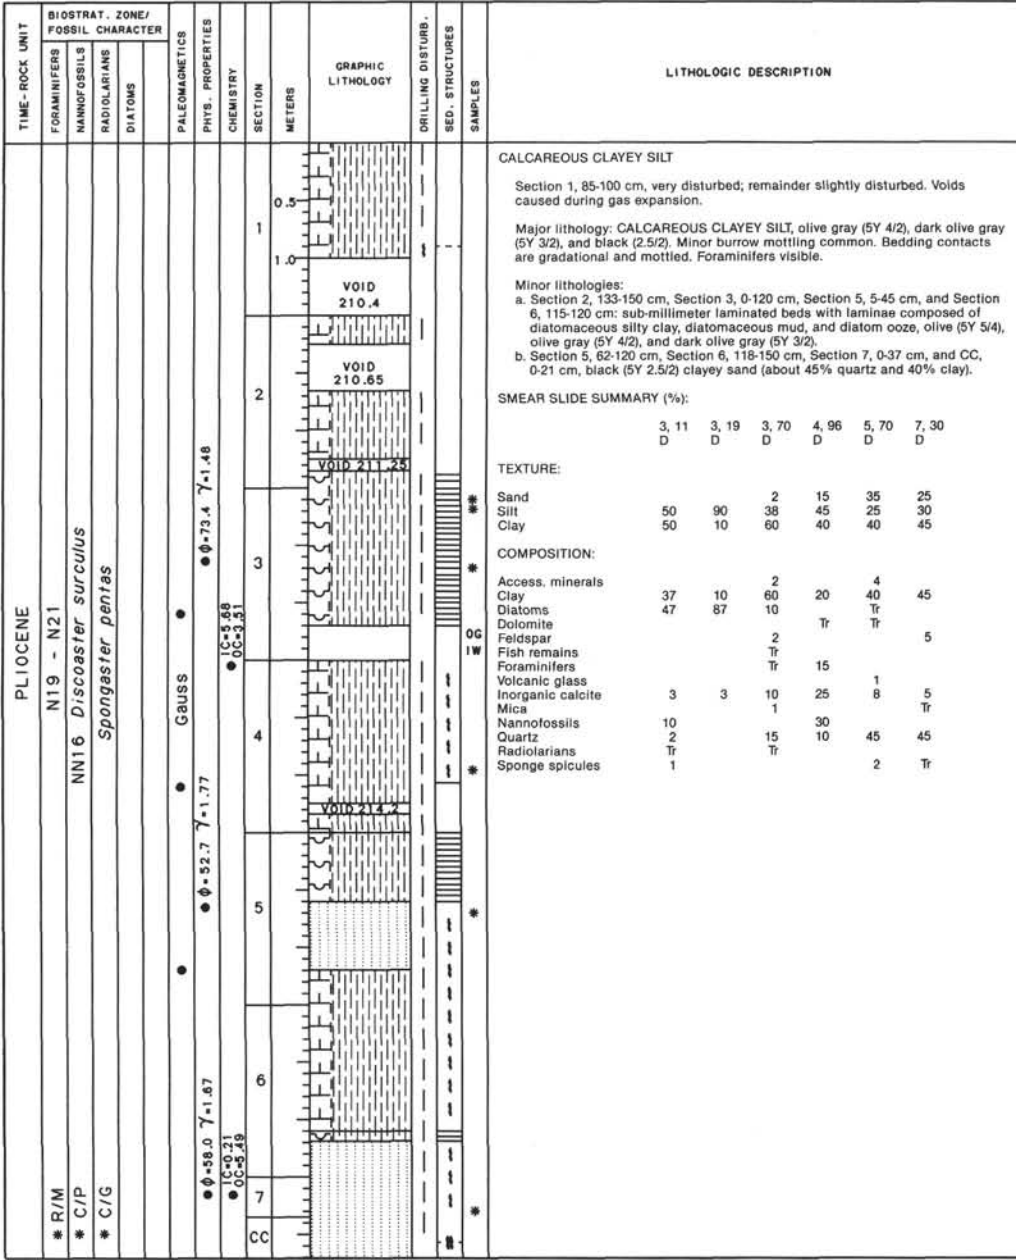 TIME-ROCK UNIT
BIOSTRAT. ZONE/
FOSSIL CHARACTER
FORAMINIFERS
NANNOFOSSILS
RADIOLARIANS
DIATOMS
PALEOMAGNETICS
PHYS. PROPERTIES
CHEMISTRY
SECTION
METERS
GRAPHIC
LITHOLOGY
DRILLING DISTURB.
SED. STRUCTURES
SAMPLES
LITHOLOGIC DESCRIPTION
PLIOCENE
N19 - N21
* R/M
NN16 Discoaster surculus
* C/P
Spongaster pentas
* C/G
Gauss
●Φ=73.4 γ=1.48
●Φ=52.7 γ=1.77
●Φ=58.0 γ=1.67
IC=5.68
● OC=3.51
IC=0.21
● OC=5.49
1
2
3
4
5
6
7
CC
0.5
1.0
VOID
210.4
VOID
210.65
VOID 211.25
VOID 214.2
*
*
*
OG
IW
*
*
*
CALCAREOUS CLAYEY SILT
Section 1, 85-100 cm, very disturbed; remainder slightly disturbed. Voids
caused during gas expansion.
Major lithology: CALCAREOUS CLAYEY SILT, olive gray (5Y 4/2), dark olive gray
(5Y 3/2), and black (2.5/2). Minor burrow mottling common. Bedding contacts
are gradational and mottled. Foraminifers visible.
Minor lithologies:
a. Section 2, 133-150 cm, Section 3, 0-120 cm, Section 5, 5-45 cm, and Section
6, 115-120 cm: sub-millimeter laminated beds with laminae composed of
diatomaceous silty clay, diatomaceous mud, and diatom ooze, olive (5Y 5/4),
olive gray (5Y 4/2), and dark olive gray (5Y 3/2).
b. Section 5, 62-120 cm, Section 6, 118-150 cm, Section 7, 0-37 cm, and CC,
0-21 cm, black (5Y 2.5/2) clayey sand (about 45% quartz and 40% clay).
SMEAR SLIDE SUMMARY (%):
3, 11 3, 19 3, 70 4, 96 5, 70 7, 30
D D D D D D
TEXTURE:
Sand 2 15 35 25
Silt 50 90 38 45 25 30
Clay 50 10 60 40 40 45
COMPOSITION:
Access. minerals 2 4
Clay 37 10 60 20 40 45
Diatoms 47 87 10 Tr
Dolomite Tr Tr
Feldspar 2 5
Fish remains Tr
Foraminifers Tr 15
Volcanic glass 1
Inorganic calcite 3 3 10 25 8 5
Mica 1 Tr
Nannofossils 10 30
Quartz 2 15 10 45 45
Radiolarians Tr Tr
Sponge spicules 1 2 Tr